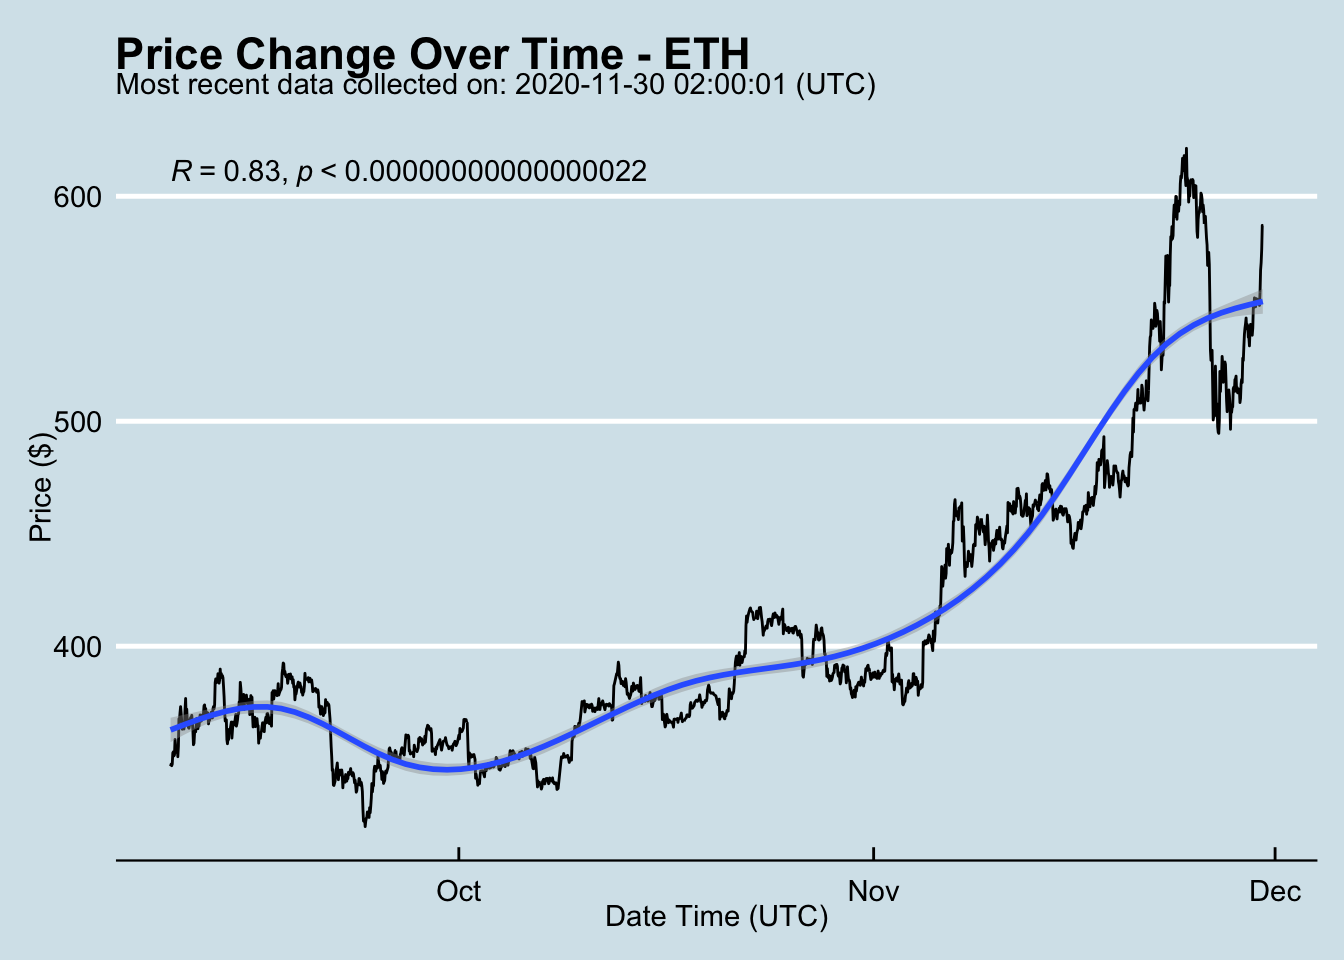 Price Change Over Time - ETH
Most recent data collected on: 2020-11-30 02:00:01 (UTC)
R = 0.83, p < 0.00000000000000022
600
500
400
Price ($)
Oct
Nov
Dec
Date Time (UTC)